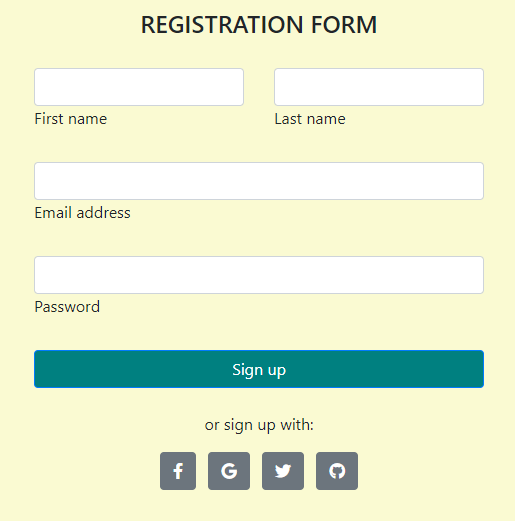 REGISTRATION FORM
First name Last name
Email address
Password
Sign up
or sign up with: